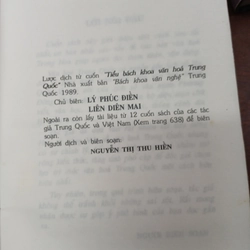 Lược dịch từ cuốn "Tiểu bách khoa văn hoá Trung
Quốc" Nhà xuất bản "Bách khoa văn nghệ" Trung
Quốc 1989.
Chủ biên: LÝ PHÚC ĐIỀN
LIÊN DIÊN MAI
Ngoài ra còn lấy tài liệu từ 12 cuốn sách của các tác
giả Trung Quốc và Việt Nam (Xem trang 638) để biên
soạn.
Người dịch và biên soạn:
NGUYỄN THỊ THU HIỀN